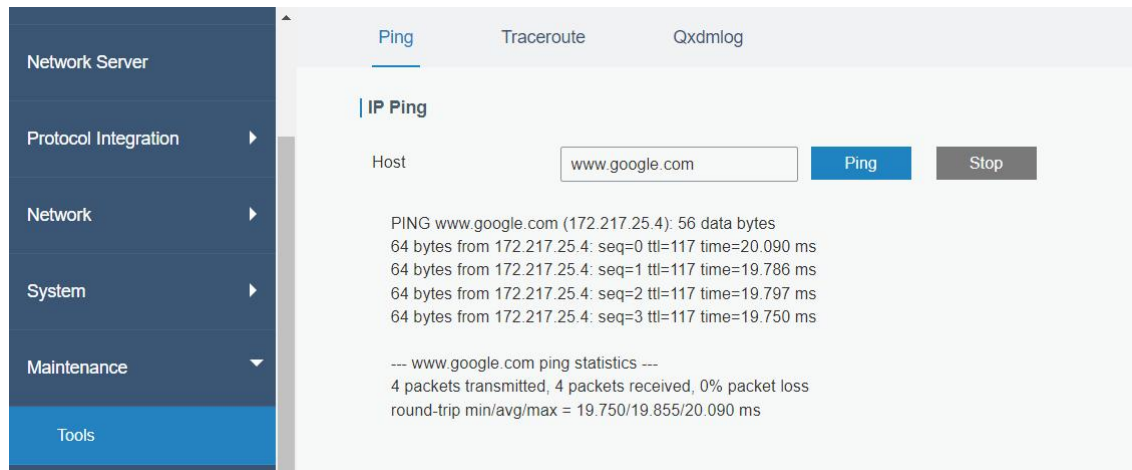 Network Server
Protocol Integration
Network
System
Maintenance
Tools
Ping Traceroute Qxdmlog
IP Ping
Host www.google.com Ping Stop
PING www.google.com (172.217.25.4): 56 data bytes
64 bytes from 172.217.25.4: seq=0 ttl=117 time=20.090 ms
64 bytes from 172.217.25.4: seq=1 ttl=117 time=19.786 ms
64 bytes from 172.217.25.4: seq=2 ttl=117 time=19.797 ms
64 bytes from 172.217.25.4: seq=3 ttl=117 time=19.750 ms
--- www.google.com ping statistics ---
4 packets transmitted, 4 packets received, 0% packet loss
round-trip min/avg/max = 19.750/19.855/20.090 ms